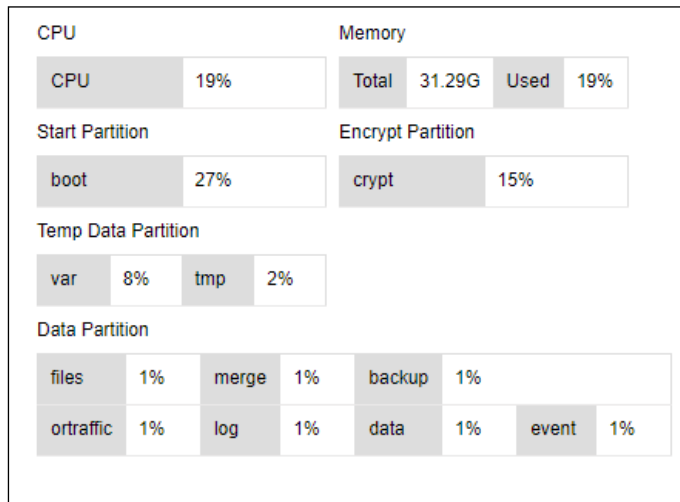 CPU Memory
CPU 19% Total 31.29G Used 19%
Start Partition Encrypt Partition
boot 27% crypt 15%
Temp Data Partition
var 8% tmp 2%
Data Partition
files 1% merge 1% backup 1%
ortraffic 1% log 1% data 1% event 1%